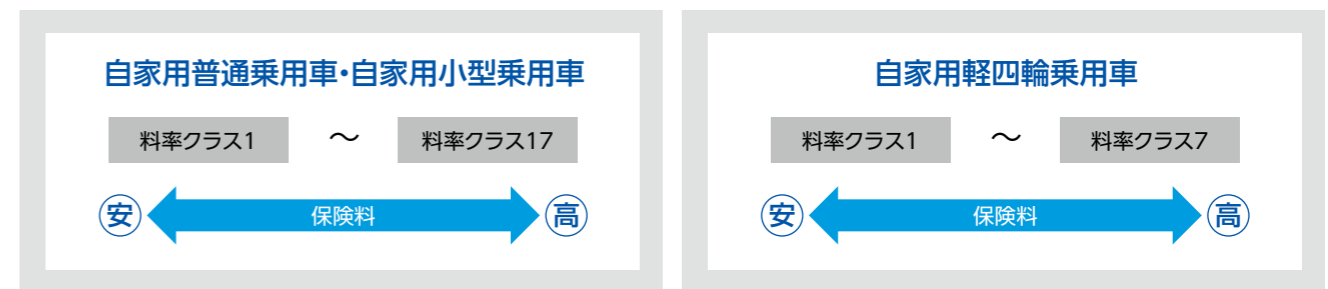 自家用普通乗用車・自家用小型乗用車
料率クラス1 ～ 料率クラス17
安 保険料 高
自家用軽四輪乗用車
料率クラス1 ～ 料率クラス7
安 保険料 高